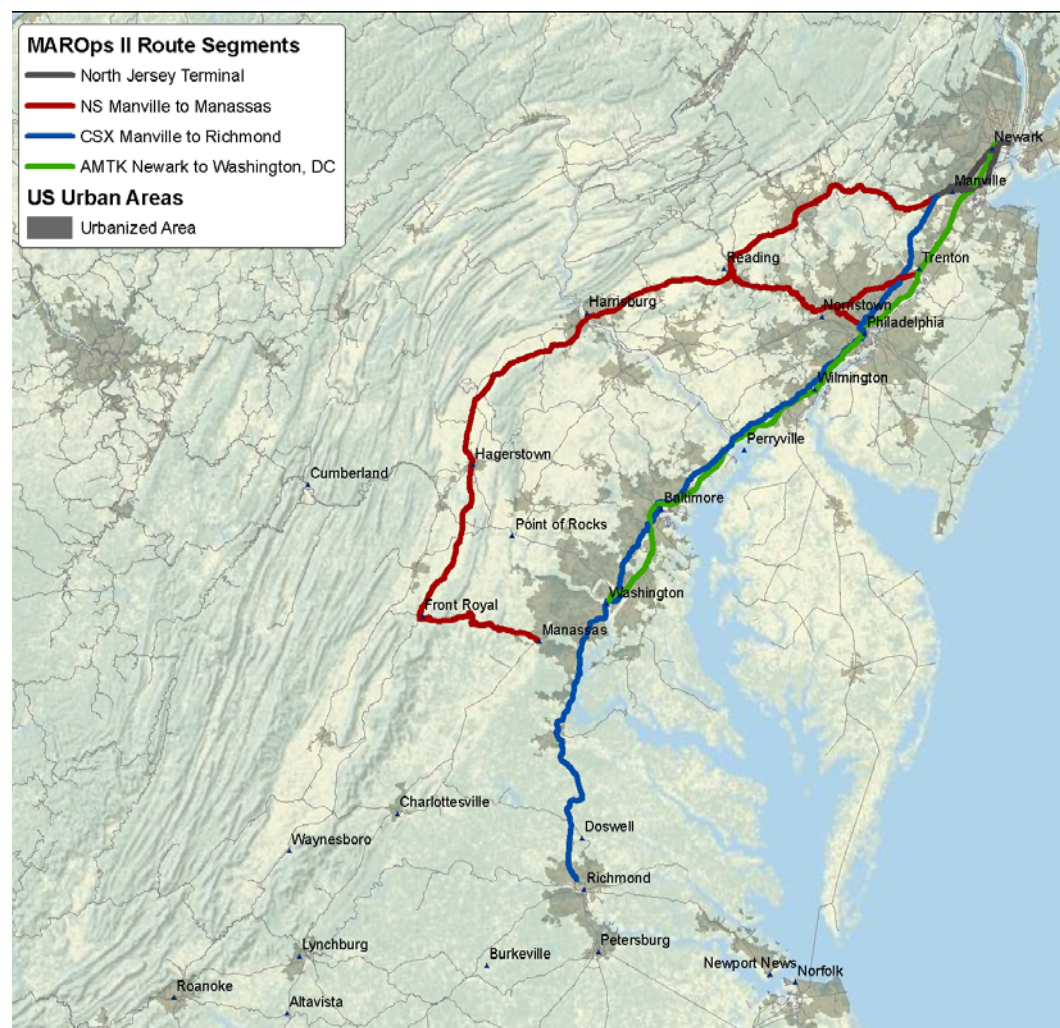 MAROps II Route Segments
North Jersey Terminal
NS Manville to Manassas
CSX Manville to Richmond
AMTK Newark to Washington, DC
US Urban Areas
Urbanized Area
Newark
Manville
Reading
Trenton
Harrisburg
Norristown
Philadelphia
Wilmington
Perryville
Hagerstown
Cumberland
Baltimore
Point of Rocks
Washington
Front Royal
Manassas
Charlottesville
Doswell
Waynesboro
Richmond
Lynchburg
Petersburg
Burkeville
Newport News
Norfolk
Roanoke
Altavista